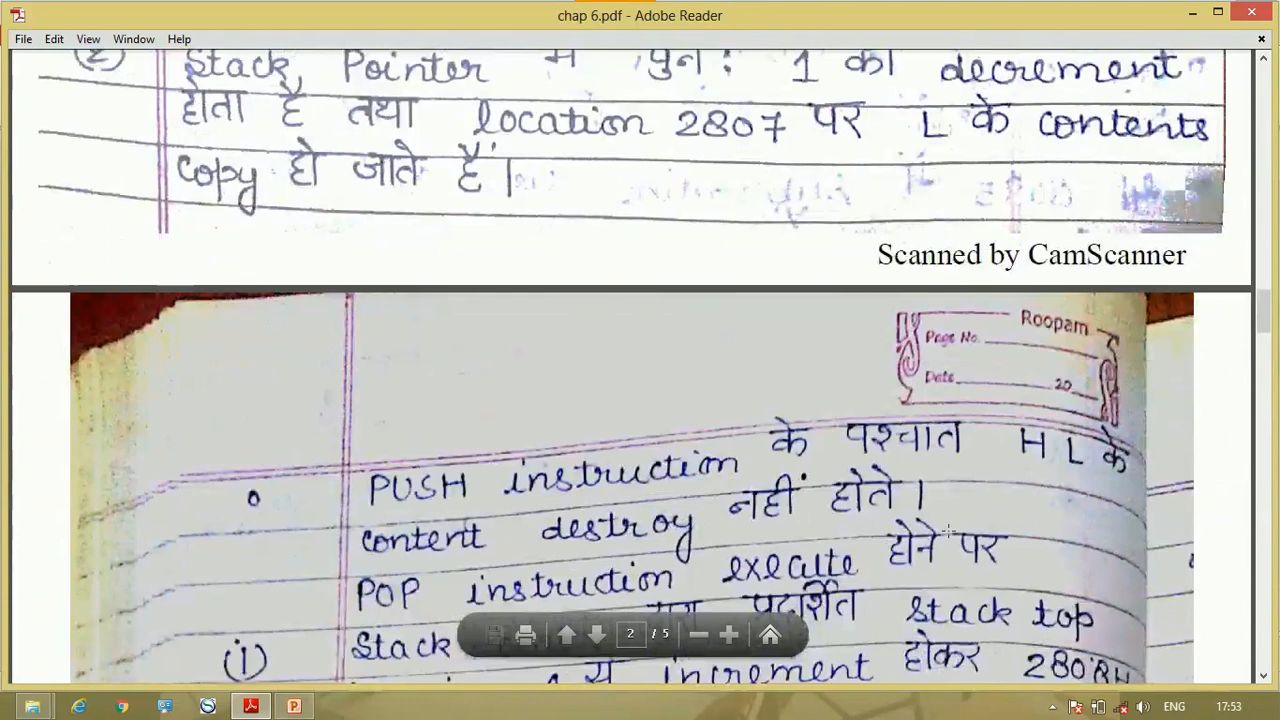 chap 6.pdf - Adobe Reader
File Edit View Window Help
(2) Stack Pointer में पुन: 1 का decrement
होता है तथा location 2807 पर L के contents
copy हो जाते हैं।
Scanned by CamScanner
Roopam
Page No.
Date 20
PUSH instruction के पश्चात H L के
content destroy नहीं होते।
POP instruction execute होने पर
(i) Stack प्रदर्शित stack top
increment होकर 2808H
2 / 5
ENG 17:53